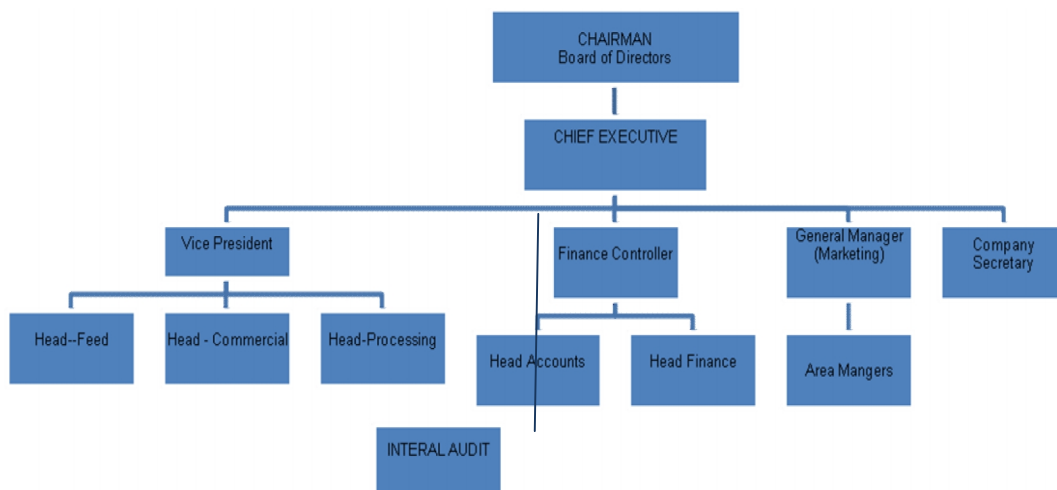 CHAIRMAN
Board of Directors
CHIEF EXECUTIVE
Vice President
Finance Controller
General Manager
(Marketing)
Company
Secretary
Head--Feed
Head - Commercial
Head-Processing
Head Accounts
Head Finance
Area Mangers
INTERAL AUDIT